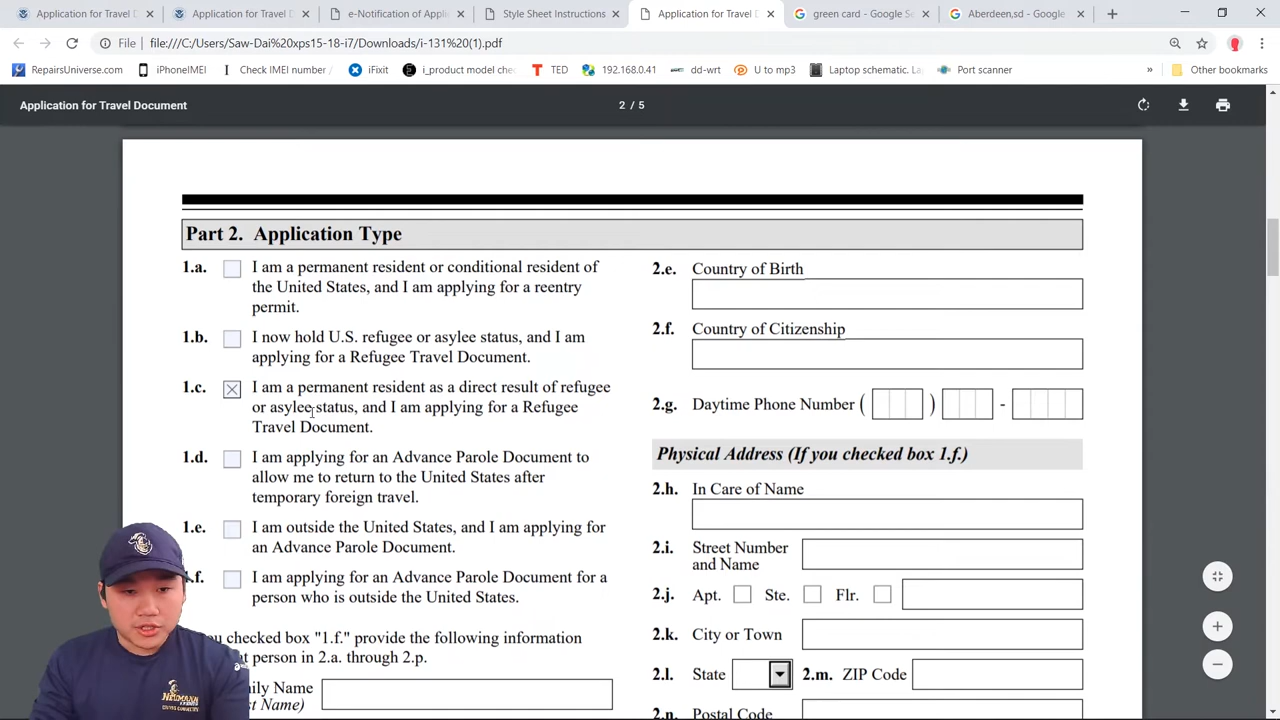 Application for Travel D
Application for Travel D
e-Notification of Applic
Style Sheet Instructions
Application for Travel D
green card - Google Se
Aberdeen,sd - Google
File
file:///C:/Users/Saw-Dai%20xps15-18-i7/Downloads/i-131%20(1).pdf
RepairsUniverse.com
iPhoneIMEI
Check IMEI number /
iFixit
i_product model chec
TED
192.168.0.41
dd-wrt
U to mp3
Laptop schematic. La
Port scanner
»
Other bookmarks
Application for Travel Document
2 / 5
Part 2. Application Type
1.a. I am a permanent resident or conditional resident of
the United States, and I am applying for a reentry
permit.
1.b. I now hold U.S. refugee or asylee status, and I am
applying for a Refugee Travel Document.
1.c. I am a permanent resident as a direct result of refugee
or asylee status, and I am applying for a Refugee
Travel Document.
1.d. I am applying for an Advance Parole Document to
allow me to return to the United States after
temporary foreign travel.
1.e. I am outside the United States, and I am applying for
an Advance Parole Document.
.f. I am applying for an Advance Parole Document for a
person who is outside the United States.
ou checked box "1.f." provide the following information
t person in 2.a. through 2.p.
mily Name
st Name)
2.e. Country of Birth
2.f. Country of Citizenship
2.g. Daytime Phone Number ( ) -
Physical Address (If you checked box 1.f.)
2.h. In Care of Name
2.i. Street Number
and Name
2.j. Apt. Ste. Flr.
2.k. City or Town
2.l. State 2.m. ZIP Code
2.n. Postal Code
NEUMANN